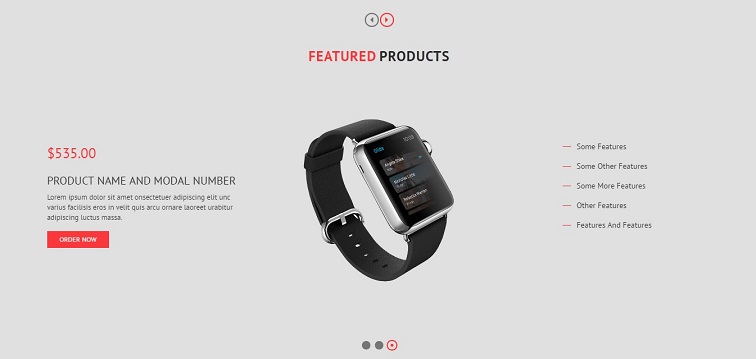 FEATURED PRODUCTS
$535.00
PRODUCT NAME AND MODAL NUMBER
Lorem ipsum dolor sit amet onsectetuer adipiscing elit unc
varius facilisis eros in velit quis arcu ornare laoreet urabitur
adipiscing luctus massa.
ORDER NOW
10:09
Some Features
Some Other Features
Some More Features
Other Features
Features And Features